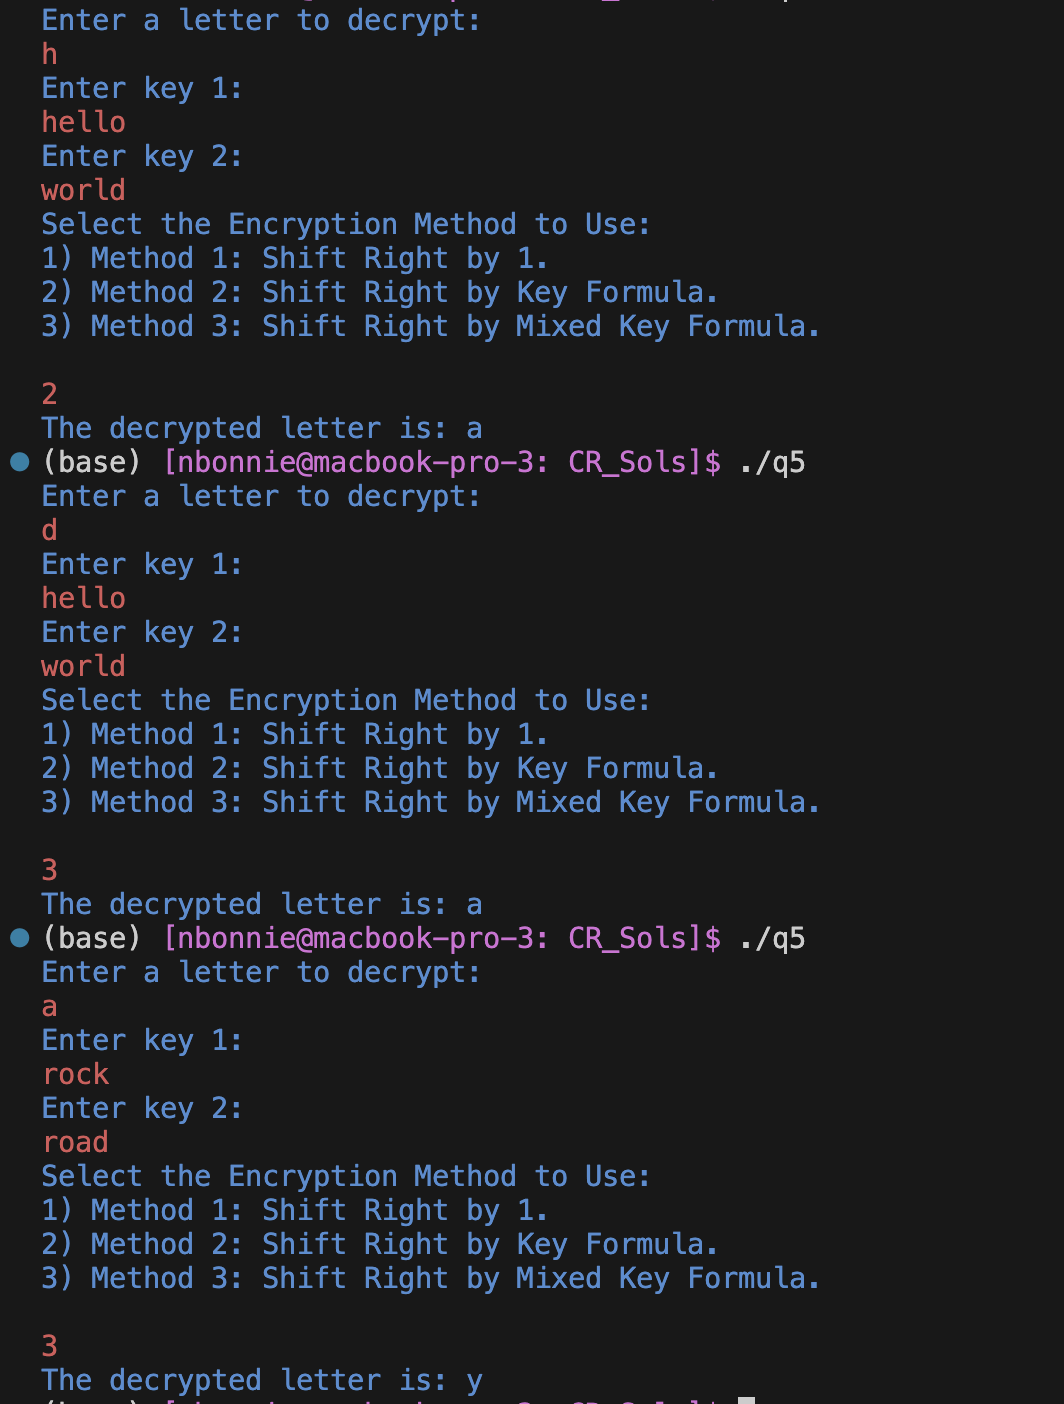 Enter a letter to decrypt:
h
Enter key 1:
hello
Enter key 2:
world
Select the Encryption Method to Use:
1) Method 1: Shift Right by 1.
2) Method 2: Shift Right by Key Formula.
3) Method 3: Shift Right by Mixed Key Formula.
2
The decrypted letter is: a
(base) [nbonnie@macbook-pro-3: CR_Sols]$ ./q5
Enter a letter to decrypt:
d
Enter key 1:
hello
Enter key 2:
world
Select the Encryption Method to Use:
1) Method 1: Shift Right by 1.
2) Method 2: Shift Right by Key Formula.
3) Method 3: Shift Right by Mixed Key Formula.
3
The decrypted letter is: a
(base) [nbonnie@macbook-pro-3: CR_Sols]$ ./q5
Enter a letter to decrypt:
a
Enter key 1:
rock
Enter key 2:
road
Select the Encryption Method to Use:
1) Method 1: Shift Right by 1.
2) Method 2: Shift Right by Key Formula.
3) Method 3: Shift Right by Mixed Key Formula.
3
The decrypted letter is: y